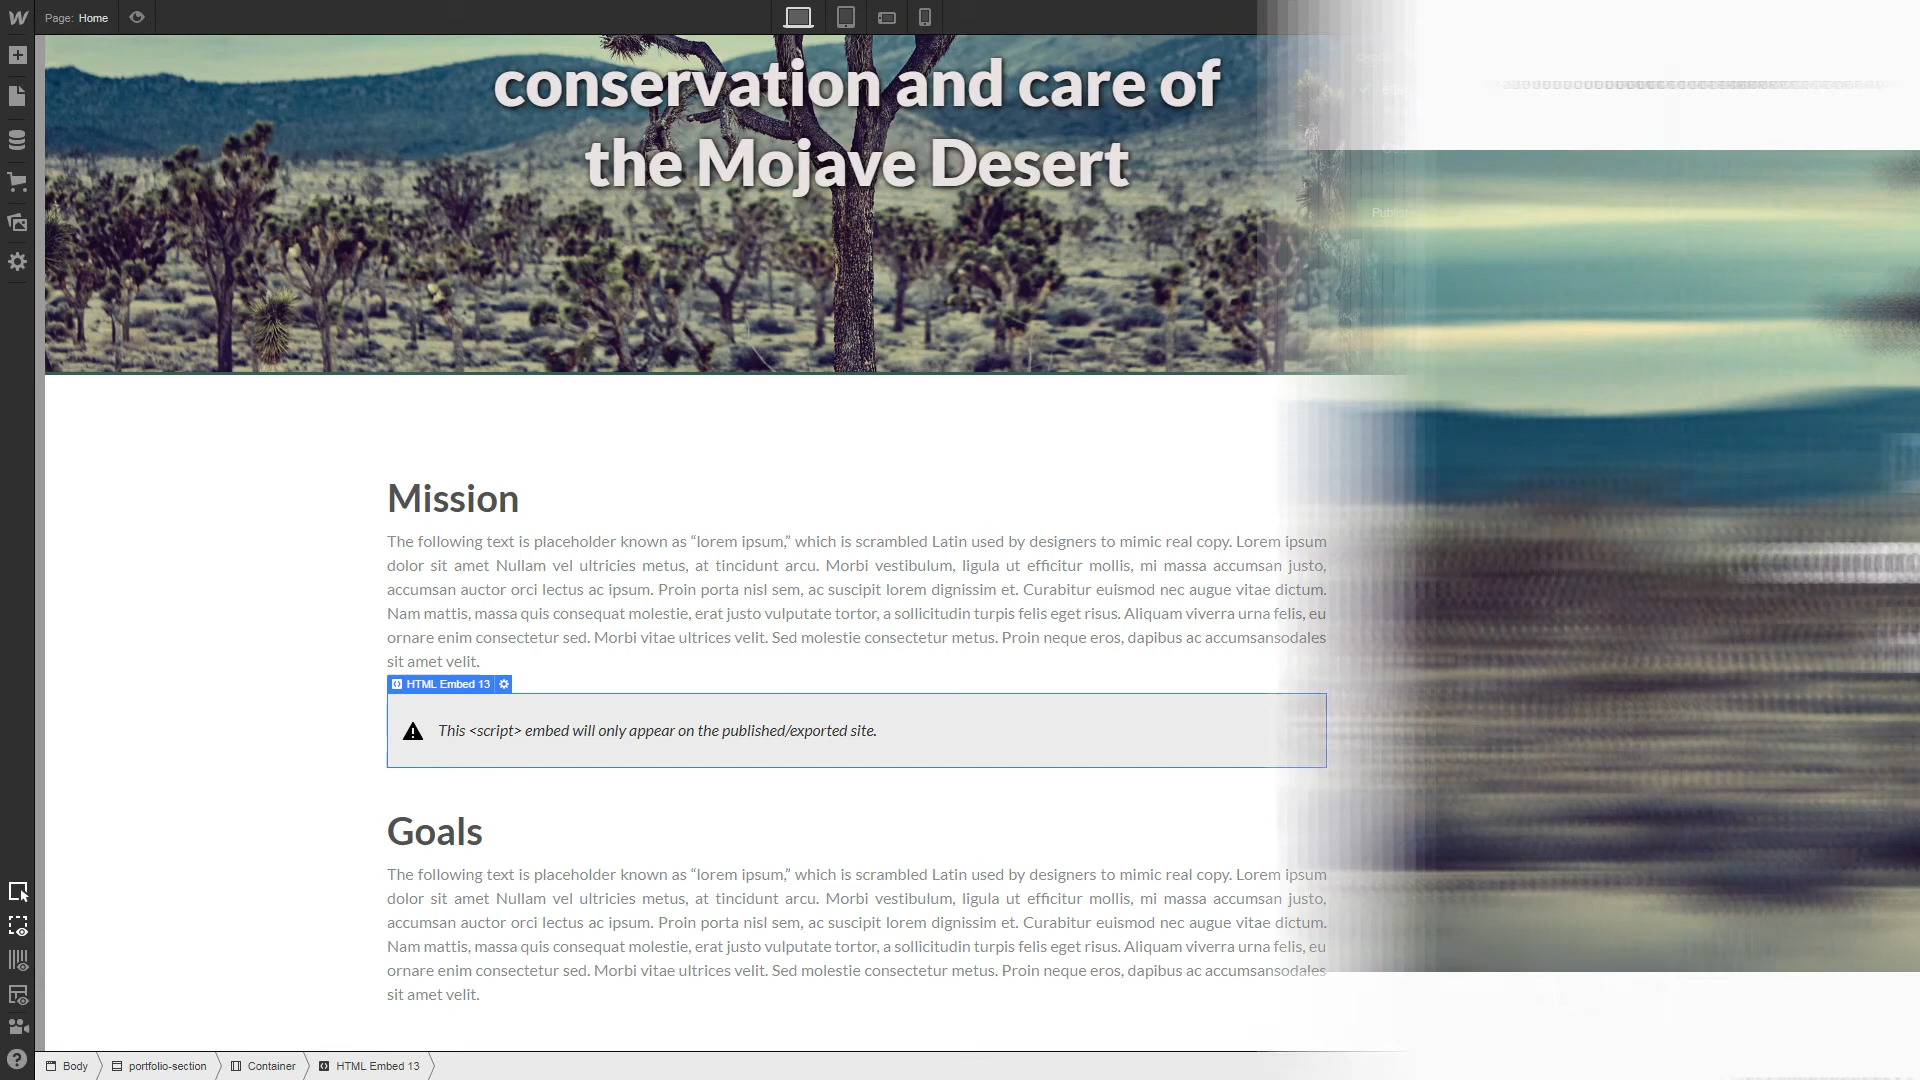 Page: Home
conservation and care of
the Mojave Desert
Publish
Mission
The following text is placeholder known as “lorem ipsum,” which is scrambled Latin used by designers to mimic real copy. Lorem ipsum
dolor sit amet Nullam vel ultricies metus, at tincidunt arcu. Morbi vestibulum, ligula ut efficitur mollis, mi massa accumsan justo,
accumsan auctor orci lectus ac ipsum. Proin porta nisl sem, ac suscipit lorem dignissim et. Curabitur euismod nec augue vitae dictum.
Nam mattis, massa quis consequat molestie, erat justo vulputate tortor, a sollicitudin turpis felis eget risus. Aliquam viverra urna felis, eu
ornare enim consectetur sed. Morbi vitae ultrices velit. Sed molestie consectetur metus. Proin neque eros, dapibus ac accumsansodales
sit amet velit.
HTML Embed 13
This <script> embed will only appear on the published/exported site.
Goals
The following text is placeholder known as “lorem ipsum,” which is scrambled Latin used by designers to mimic real copy. Lorem ipsum
dolor sit amet Nullam vel ultricies metus, at tincidunt arcu. Morbi vestibulum, ligula ut efficitur mollis, mi massa accumsan justo,
accumsan auctor orci lectus ac ipsum. Proin porta nisl sem, ac suscipit lorem dignissim et. Curabitur euismod nec augue vitae dictum.
Nam mattis, massa quis consequat molestie, erat justo vulputate tortor, a sollicitudin turpis felis eget risus. Aliquam viverra urna felis, eu
ornare enim consectetur sed. Morbi vitae ultrices velit. Sed molestie consectetur metus. Proin neque eros, dapibus ac accumsansodales
sit amet velit.
Body portfolio-section Container HTML Embed 13